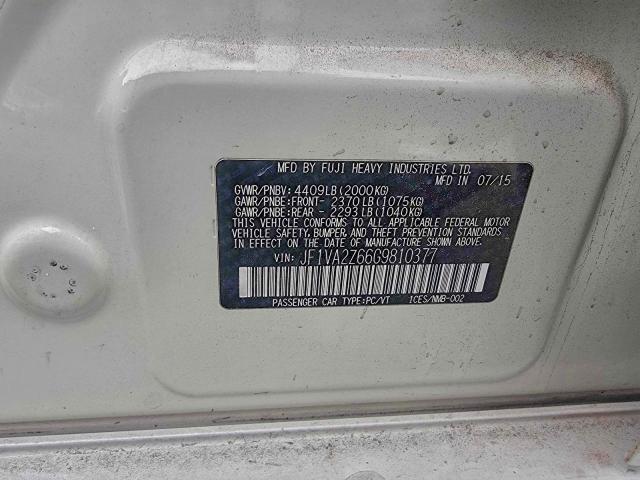 MFD BY FUJI HEAVY INDUSTRIES LTD.
MFD IN 07/15
GVWR/PNBV: 4409LB(2000KG)
GAWR/PNBE:FRONT- 2370LB(1075KG)
GAWR/PNBE:REAR - 2293LB(1040KG)
THIS VEHICLE CONFORMS TO ALL APPLICABLE FEDERAL MOTOR
VEHICLE SAFETY, BUMPER, AND THEFT PREVENTION STANDARDS
IN EFFECT ON THE DATE OF MANUFACTURE SHOWN ABOVE.
VIN: JF1VA2Z66G9810377
PASSENGER CAR TYPE:PC/VT ICES/NMB-002